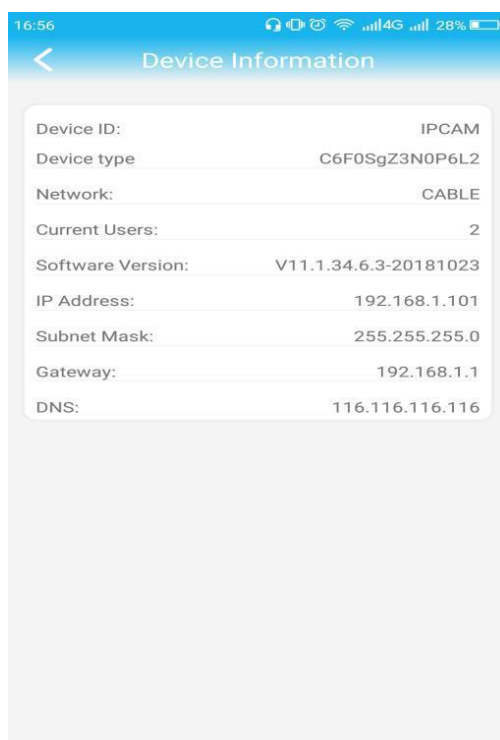 16:56 4G 28%
Device Information
Device ID: IPCAM
Device type C6F0SgZ3N0P6L2
Network: CABLE
Current Users: 2
Software Version: V11.1.34.6.3-20181023
IP Address: 192.168.1.101
Subnet Mask: 255.255.255.0
Gateway: 192.168.1.1
DNS: 116.116.116.116